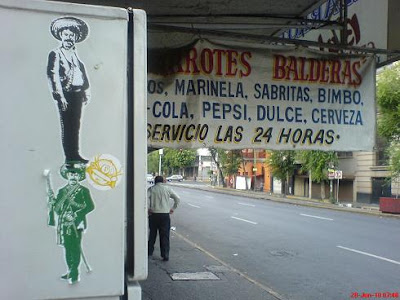 ROTES BALDERAS
OS, MARINELA, SABRITAS, BIMBO,
-COLA, PEPSI, DULCE, CERVEZA
SERVICIO LAS 24 HORAS.